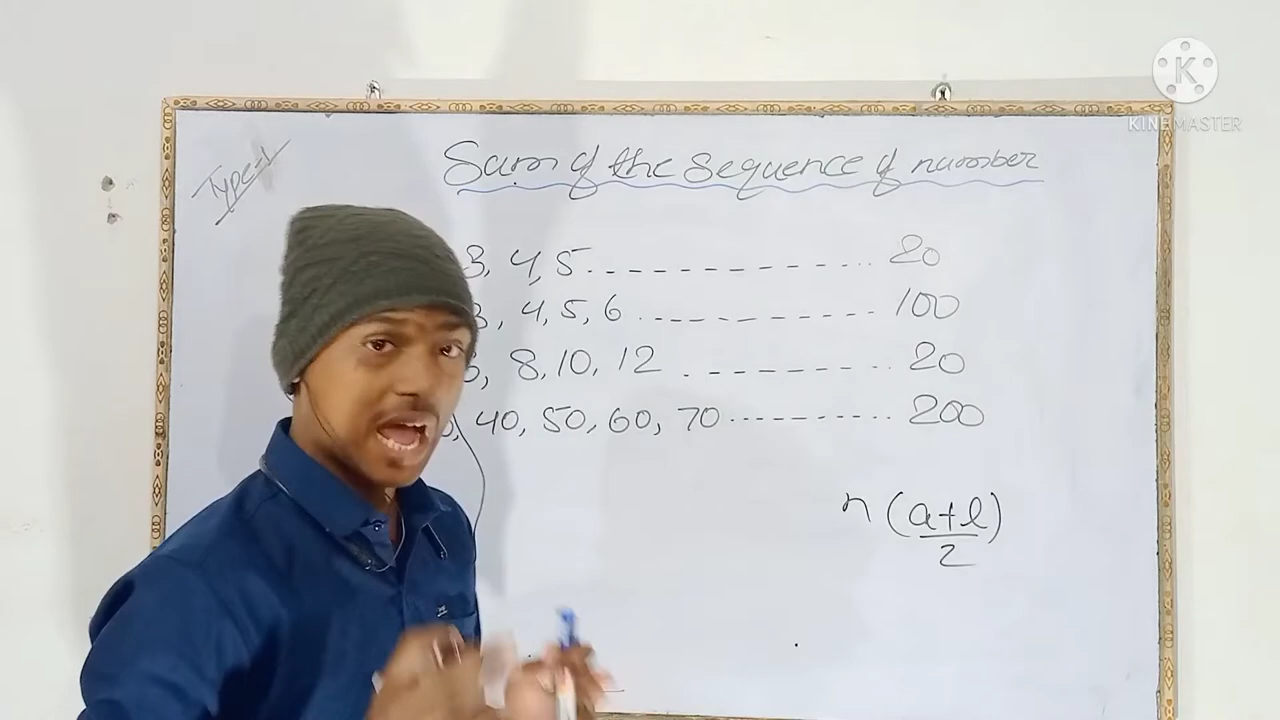 KINEMASTER
Type-1
Sum of the Sequence of number
3, 4, 5 ............... 20
3, 4, 5, 6 ............... 100
8, 10, 12 ............... 20
40, 50, 60, 70 ............... 200
n (a+l)
2